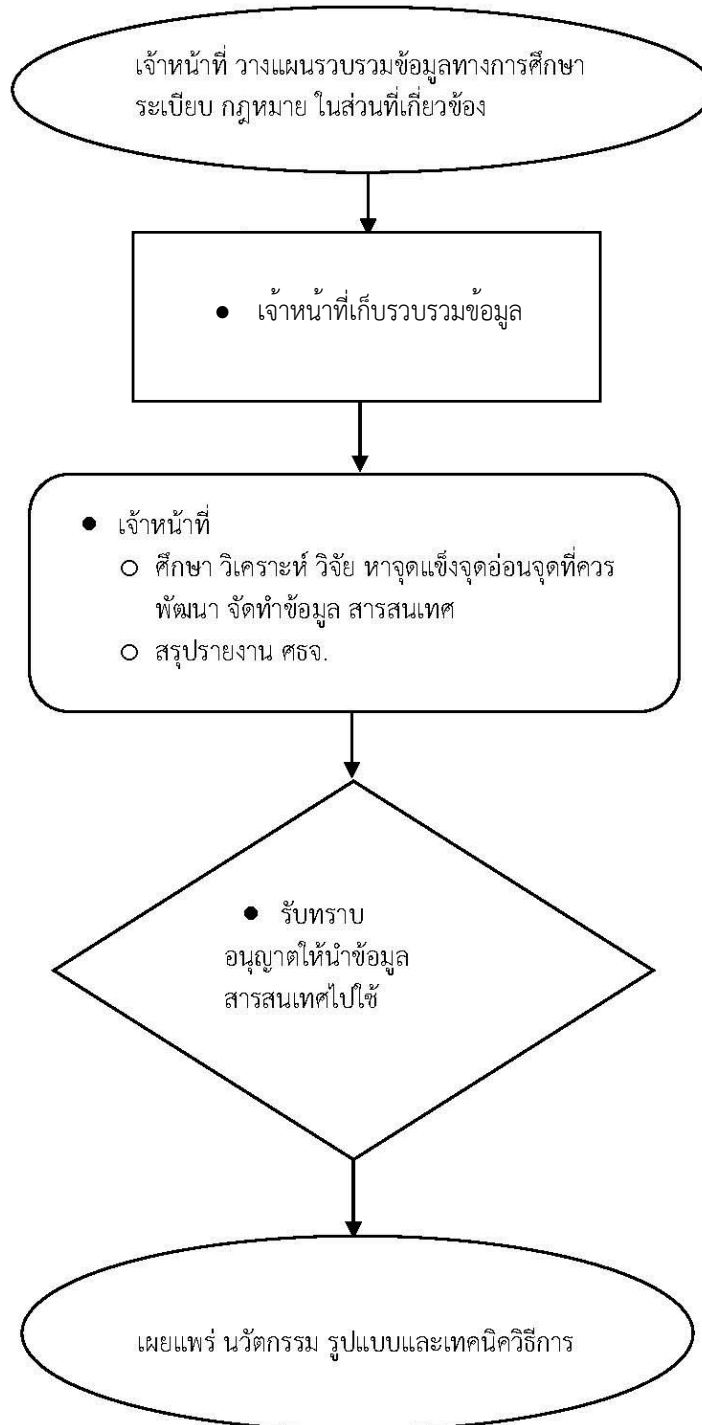 เจ้าหน้าที่ วางแผนรวบรวมข้อมูลทางการศึกษา
ระเบียบ กฎหมาย ในส่วนที่เกี่ยวข้อง
● เจ้าหน้าที่เก็บรวบรวมข้อมูล
● เจ้าหน้าที่
○ ศึกษา วิเคราะห์ วิจัย หาจุดแข็งจุดอ่อนจุดที่ควร
พัฒนา จัดทำข้อมูล สารสนเทศ
○ สรุปรายงาน ศธจ.
● รับทราบ
อนุญาตให้นำข้อมูล
สารสนเทศไปใช้
เผยแพร่ นวัตกรรม รูปแบบและเทคนิควิธีการ